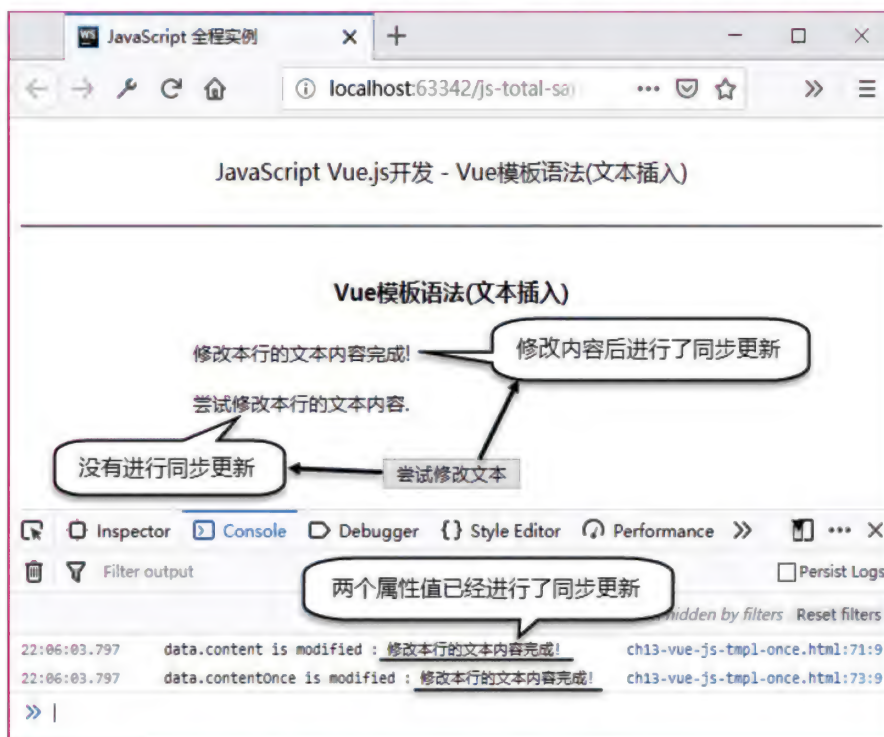 JavaScript 全程实例
localhost:63342/js-total-sa
JavaScript Vue.js开发 - Vue模板语法(文本插入)
Vue模板语法(文本插入)
修改本行的文本内容完成!
修改内容后进行了同步更新
尝试修改本行的文本内容.
没有进行同步更新
尝试修改文本
Inspector Console Debugger {} Style Editor Performance
Filter output
Persist Logs
两个属性值已经进行了同步更新
hidden by filters Reset filters
22:06:03.797 data.content is modified : 修改本行的文本内容完成! ch13-vue-js-tmpl-once.html:71:9
22:06:03.797 data.contentOnce is modified : 修改本行的文本内容完成! ch13-vue-js-tmpl-once.html:73:9